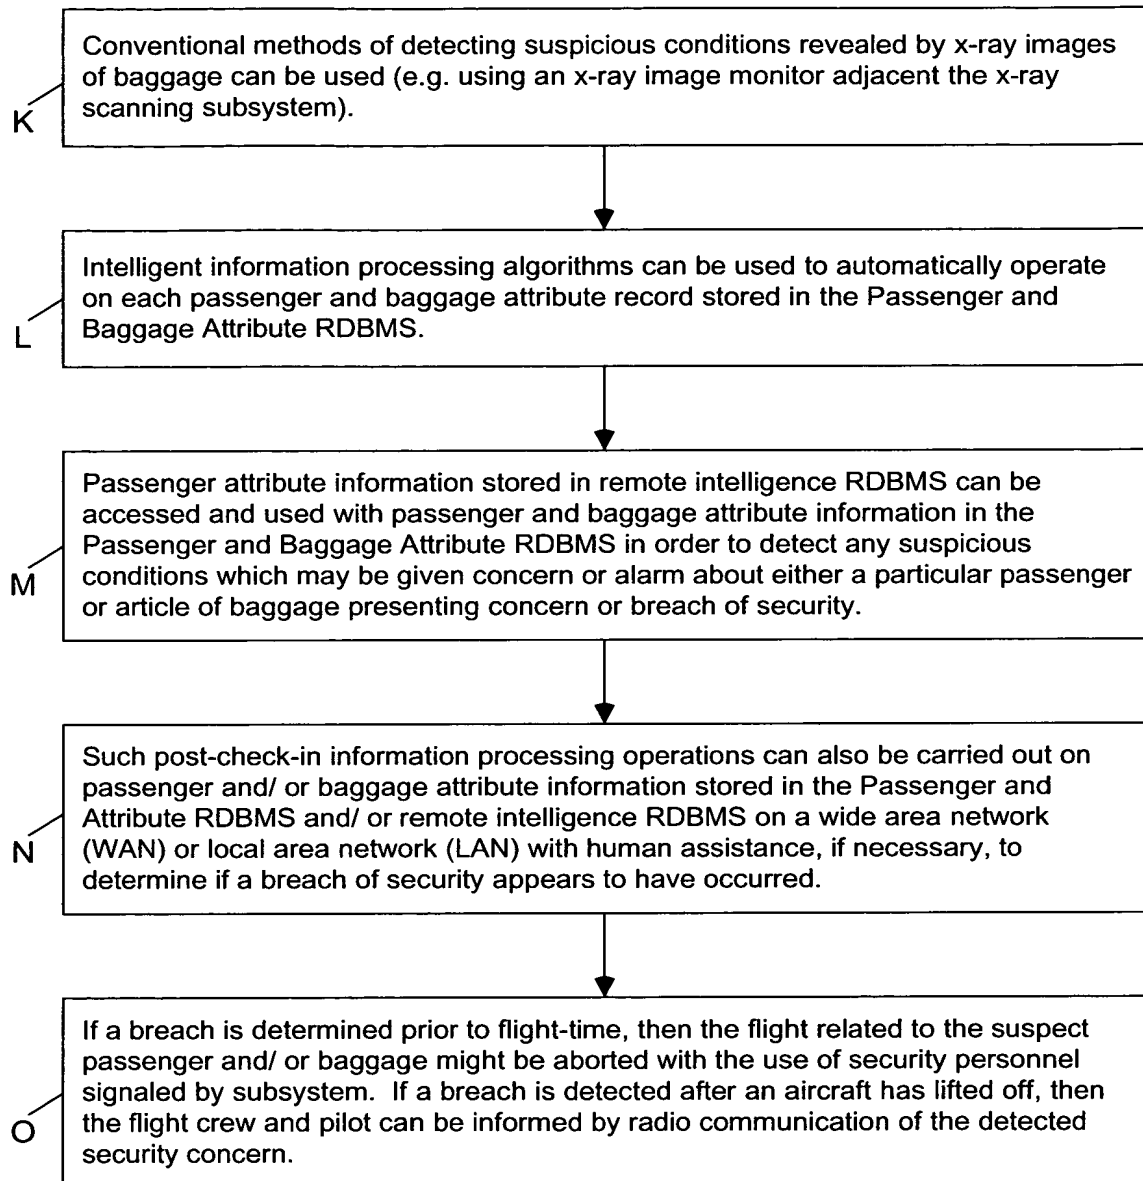 Conventional methods of detecting suspicious conditions revealed by x-ray images
of baggage can be used (e.g. using an x-ray image monitor adjacent the x-ray
scanning subsystem).
K
Intelligent information processing algorithms can be used to automatically operate
on each passenger and baggage attribute record stored in the Passenger and
Baggage Attribute RDBMS.
L
Passenger attribute information stored in remote intelligence RDBMS can be
accessed and used with passenger and baggage attribute information in the
Passenger and Baggage Attribute RDBMS in order to detect any suspicious
conditions which may be given concern or alarm about either a particular passenger
or article of baggage presenting concern or breach of security.
M
Such post-check-in information processing operations can also be carried out on
passenger and/ or baggage attribute information stored in the Passenger and
Attribute RDBMS and/ or remote intelligence RDBMS on a wide area network
(WAN) or local area network (LAN) with human assistance, if necessary, to
determine if a breach of security appears to have occurred.
N
If a breach is determined prior to flight-time, then the flight related to the suspect
passenger and/ or baggage might be aborted with the use of security personnel
signaled by subsystem.  If a breach is detected after an aircraft has lifted off, then
the flight crew and pilot can be informed by radio communication of the detected
security concern.
O